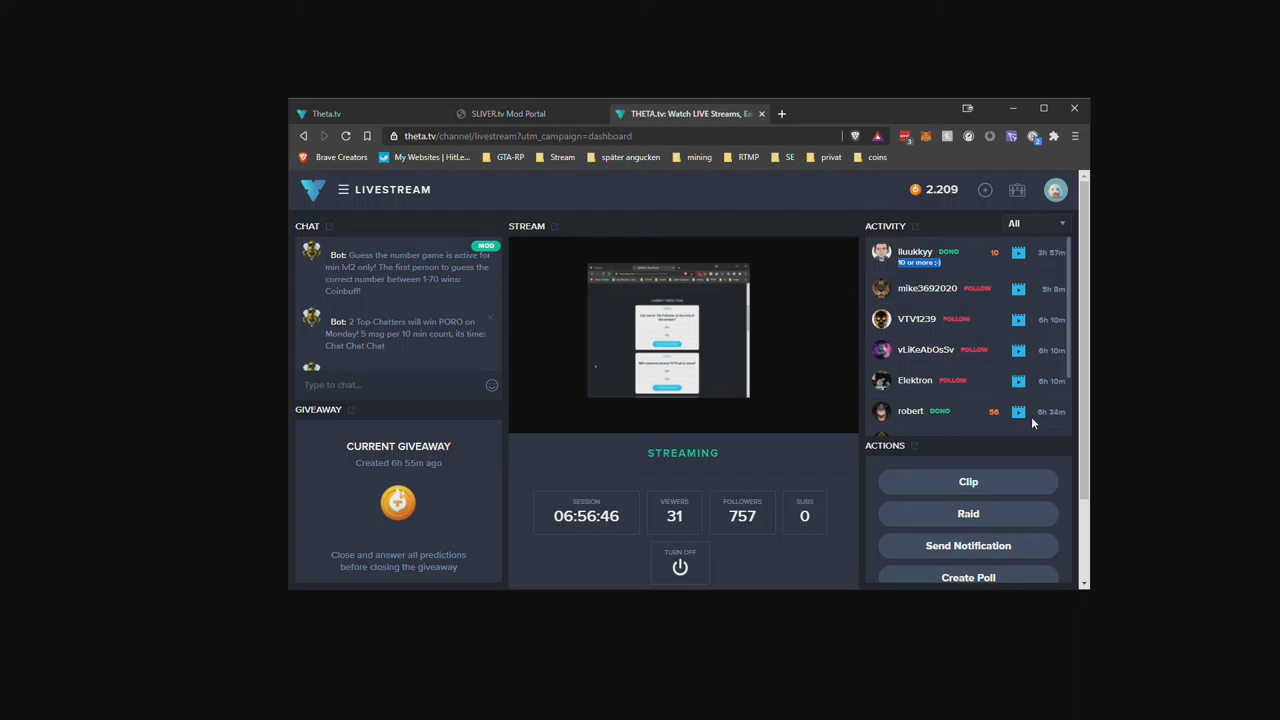 Theta.tv
SLIVER.tv Mod Portal
THETA.tv: Watch LIVE Streams, Ea
theta.tv/channel/livestream?utm_campaign=dashboard
3
2
Brave Creators
My Websites | HitLe...
GTA-RP
Stream
später angucken
mining
RTMP
SE
privat
coins
LIVESTREAM
2.209
CHAT
MOD
Bot: Guess the number game is active for
min lvl2 only! The first person to guess the
correct number between 1-70 wins:
Coinbuff!
Bot: 2 Top-Chatters will win PORO on
Monday! 5 msg per 10 min count, its time:
Chat Chat Chat
Type to chat...
GIVEAWAY
CURRENT GIVEAWAY
Created 6h 55m ago
Close and answer all predictions
before closing the giveaway
STREAM
STREAMING
SESSION
06:56:46
VIEWERS
31
FOLLOWERS
757
SUBS
0
TURN OFF
ACTIVITY
All
DONO
10
3h 57m
10 or more ;-)
mike3692020 FOLLOW
5h 8m
VTV1239 FOLLOW
6h 10m
vLiKeAbOsSv FOLLOW
6h 10m
Elektron FOLLOW
6h 10m
robert DONO
56
6h 34m
ACTIONS
Clip
Raid
Send Notification
Create Poll